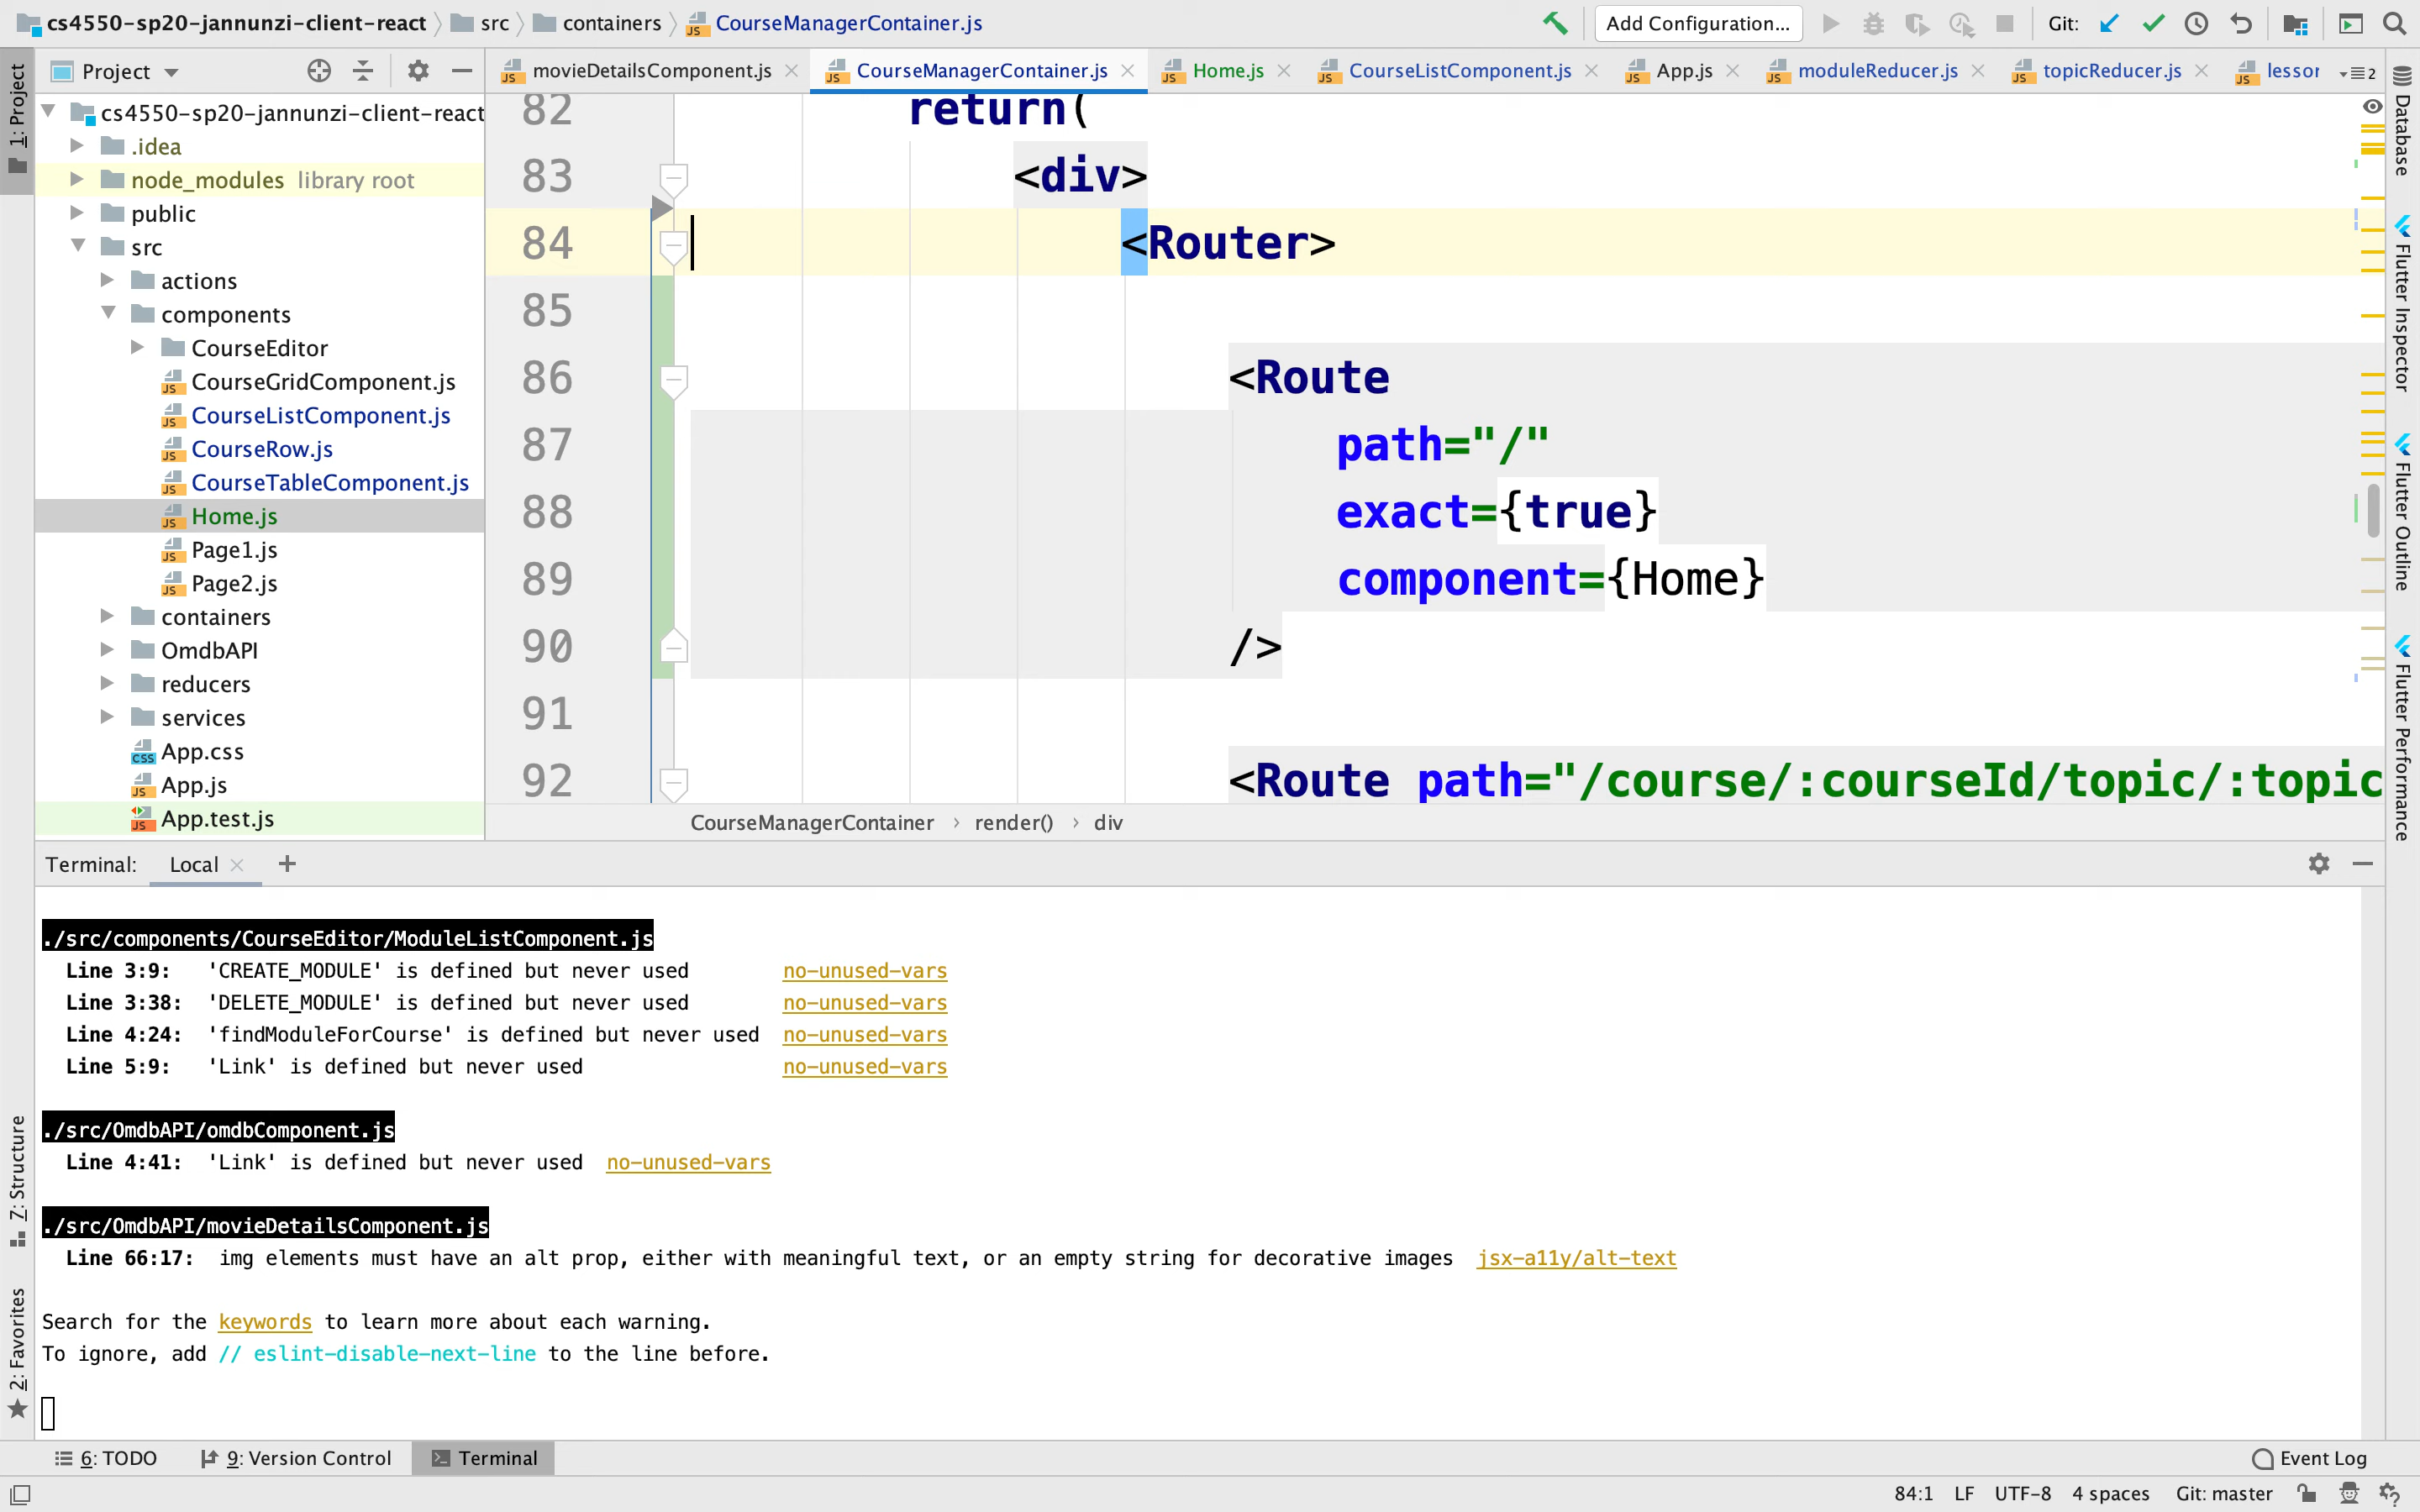 cs4550-sp20-jannunzi-client-react src containers CourseManagerContainer.js Add Configuration... Git:
1: Project
Project
movieDetailsComponent.js CourseManagerContainer.js Home.js CourseListComponent.js App.js moduleReducer.js topicReducer.js lessor 2
cs4550-sp20-jannunzi-client-react
.idea
node_modules library root
public
src
actions
components
CourseEditor
CourseGridComponent.js
CourseListComponent.js
CourseRow.js
CourseTableComponent.js
Home.js
Page1.js
Page2.js
containers
OmdbAPI
reducers
services
App.css
App.js
App.test.js
82 return(
83 <div>
84 <Router>
85
86 <Route
87 path="/"
88 exact={true}
89 component={Home}
90 />
91
92 <Route path="/course/:courseId/topic/:topic
CourseManagerContainer › render() › div
Database
Flutter Inspector
Flutter Outline
Flutter Performance
Terminal: Local +
./src/components/CourseEditor/ModuleListComponent.js
Line 3:9: 'CREATE_MODULE' is defined but never used no-unused-vars
Line 3:38: 'DELETE_MODULE' is defined but never used no-unused-vars
Line 4:24: 'findModuleForCourse' is defined but never used no-unused-vars
Line 5:9: 'Link' is defined but never used no-unused-vars
./src/OmdbAPI/omdbComponent.js
Line 4:41: 'Link' is defined but never used no-unused-vars
./src/OmdbAPI/movieDetailsComponent.js
Line 66:17: img elements must have an alt prop, either with meaningful text, or an empty string for decorative images jsx-a11y/alt-text
Search for the keywords to learn more about each warning.
To ignore, add // eslint-disable-next-line to the line before.
7: Structure
2: Favorites
6: TODO 9: Version Control Terminal Event Log
84:1 LF UTF-8 4 spaces Git: master